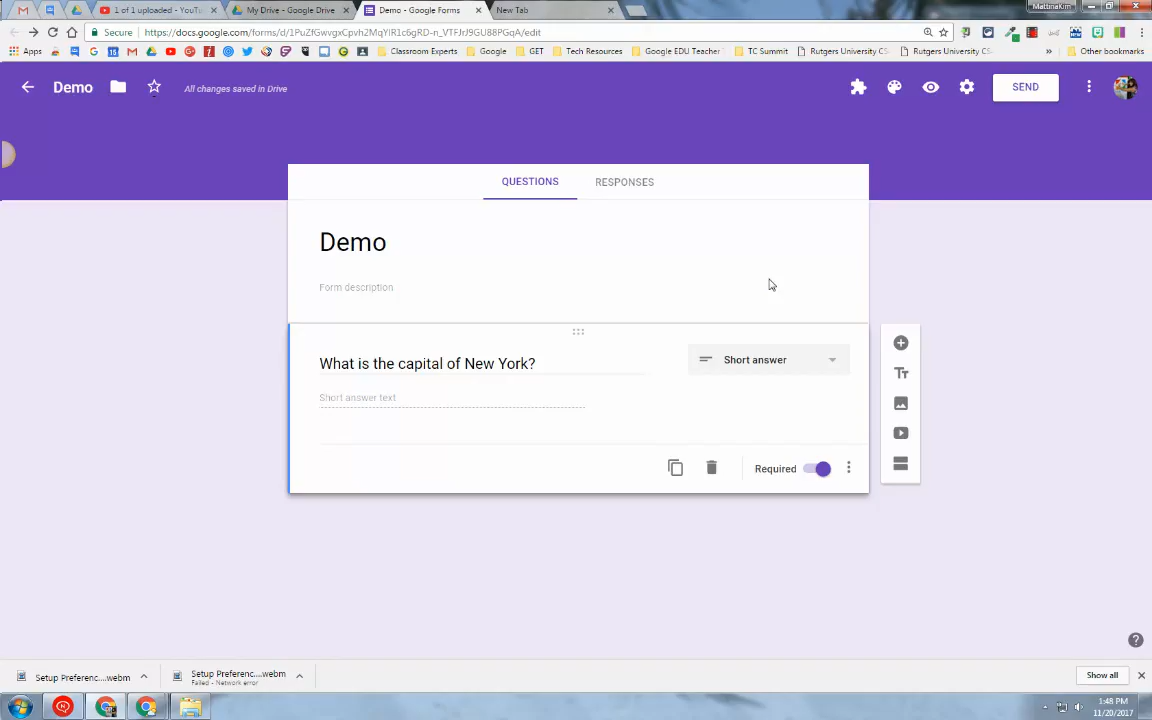 1 of 1 uploaded - YouTu
My Drive - Google Drive
Demo - Google Forms
New Tab
MattinaKim
Secure
https://docs.google.com/forms/d/1PuZfGwvgxCpvh2MqYlR1c6gRD-n_VTFJrJ9GU88PGqA/edit
Apps
Classroom Experts
Google
GET
Tech Resources
Google EDU Teacher
TC Summit
Rutgers University CS
Rutgers University CS
»
Other bookmarks
Demo
All changes saved in Drive
SEND
QUESTIONS
RESPONSES
Demo
Form description
What is the capital of New York?
Short answer
Short answer text
Required
Setup Preferenc....webm
Setup Preferenc....webm
Failed - Network error
Show all
1:48 PM
11/20/2017